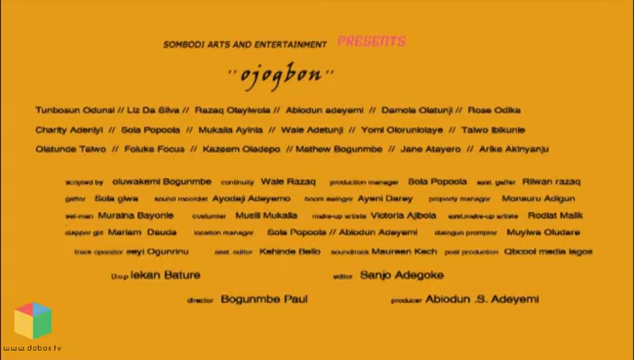 SOMBODI ARTS AND ENTERTAINMENT PRESENTS
"ojogbon"
Tunbosun Odunsi // Liz Da Silva // Razaq Olayiwola // Abiodun adeyemi // Damola Olatunji // Rose Odika
Charity Adeniyi // Sola Popoola // Mukaila Ayinla // Wale Adetunji // Yomi Olorunlolaye // Taiwo Ibikunle
Olatunde Taiwo // Foluke Focus // Kazeem Oladepo // Mathew Bogunmbe // Jane Atayero // Arike Akinyanju
scripted by oluwakemi Bogunmbe continuity Wale Razaq production manager Sola Popoola asst. gaffer Ridwan razaq
gaffer Sola giwa sound recordist Ayodeji Adeyemo boom swinger Ayeni Darey property manager Monsuru Adigun
set-man Muraina Bayonle custumier Musili Mukaila make-up artiste Victoria Ajibola asst.make-up artiste Rodiat Malik
clapper girl Mariam Dauda location manager Sola Popoola // Abiodun Adeyemi dialogue prompter Muyiwa Oludare
track operator seyi Ogunrinu asst. editor Kehinde Bello soundtrack Maureen Kech post production Qbcool media lagos
D.o.p lekan Bature editor Sanjo Adegoke
director Bogunmbe Paul producer Abiodun .S. Adeyemi
www.dobox.tv